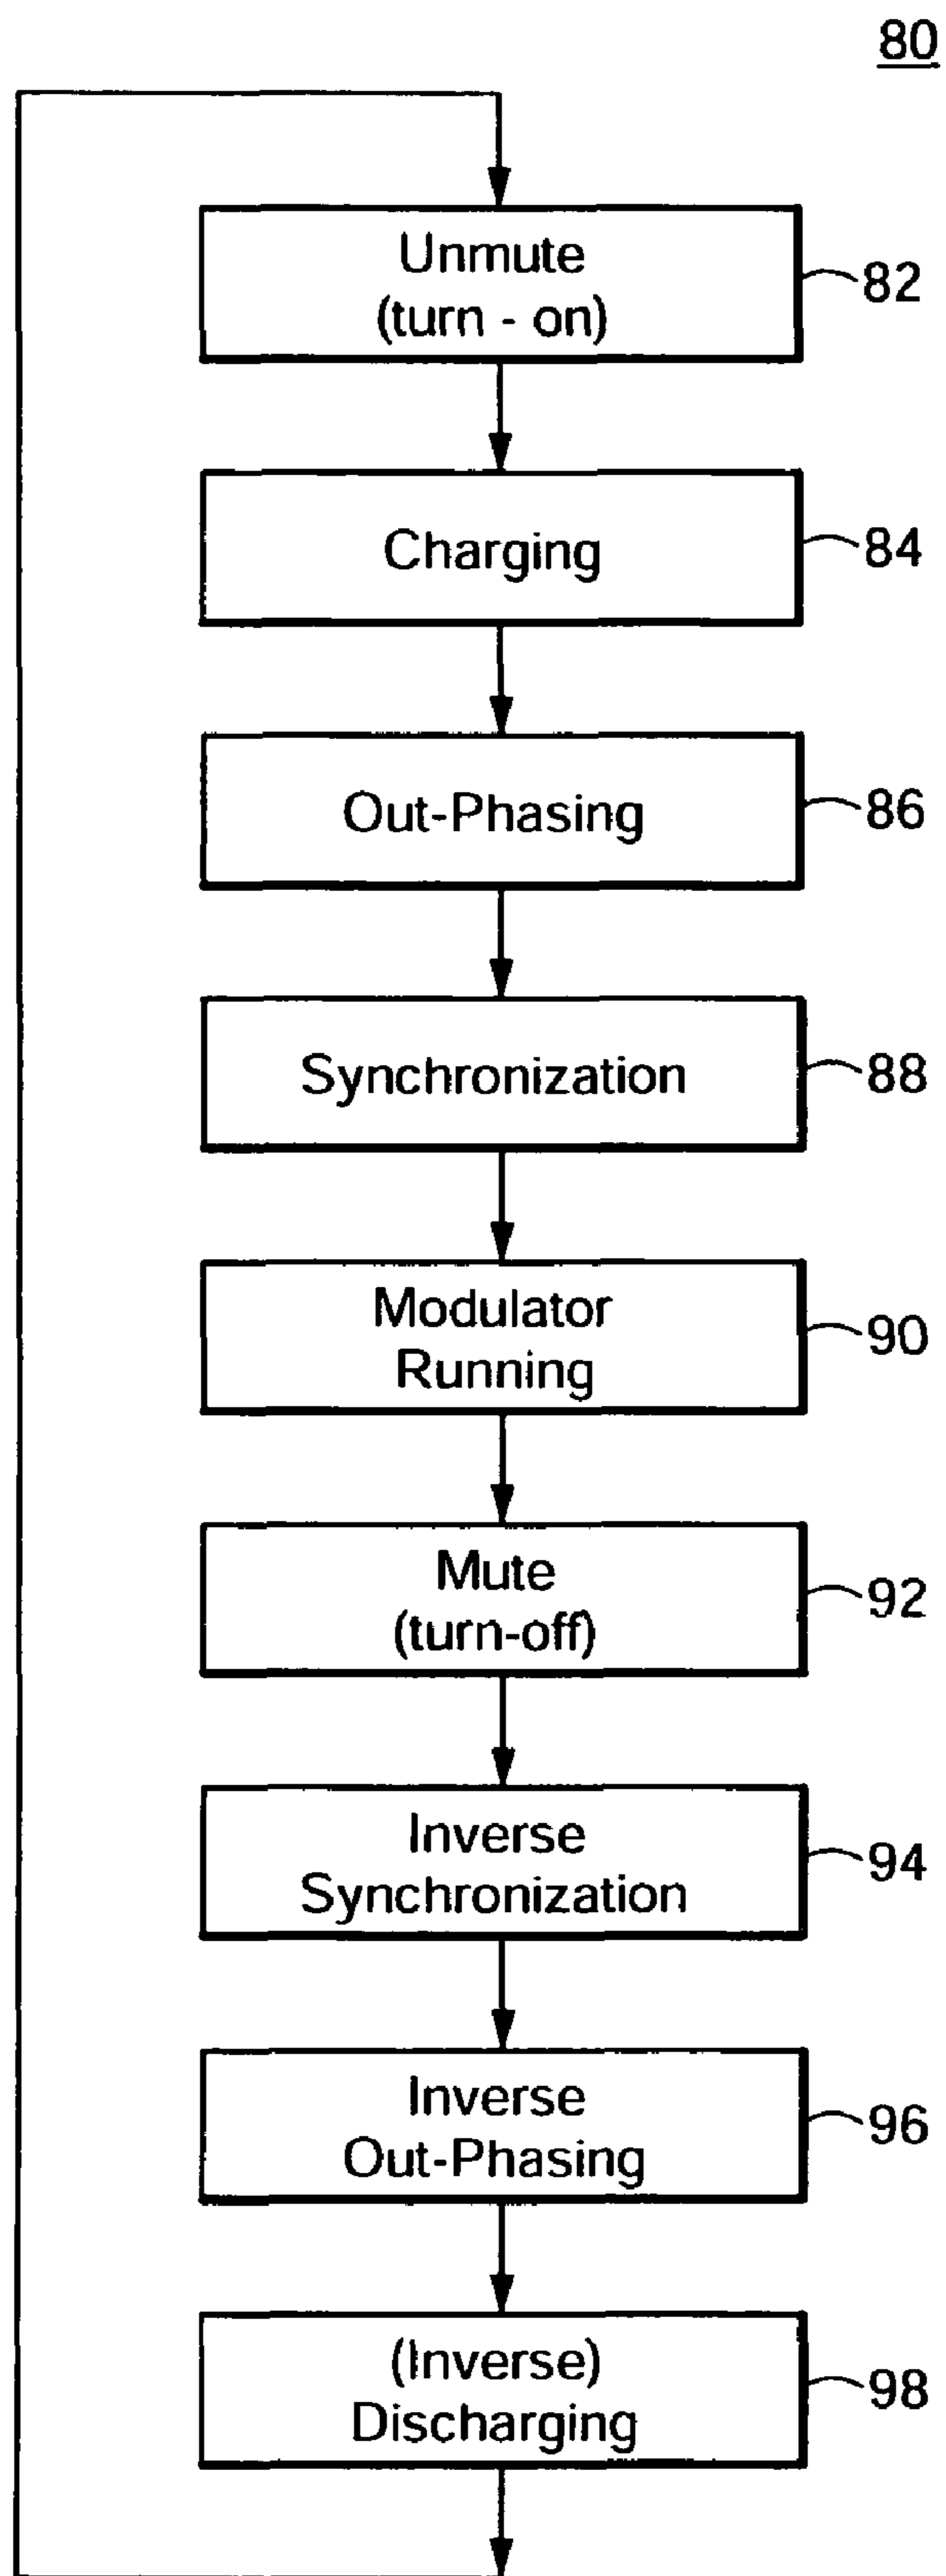 80
Unmute
(turn - on)
82
Charging
84
Out-Phasing
86
Synchronization
88
Modulator
Running
90
Mute
(turn-off)
92
Inverse
Synchronization
94
Inverse
Out-Phasing
96
(Inverse)
Discharging
98